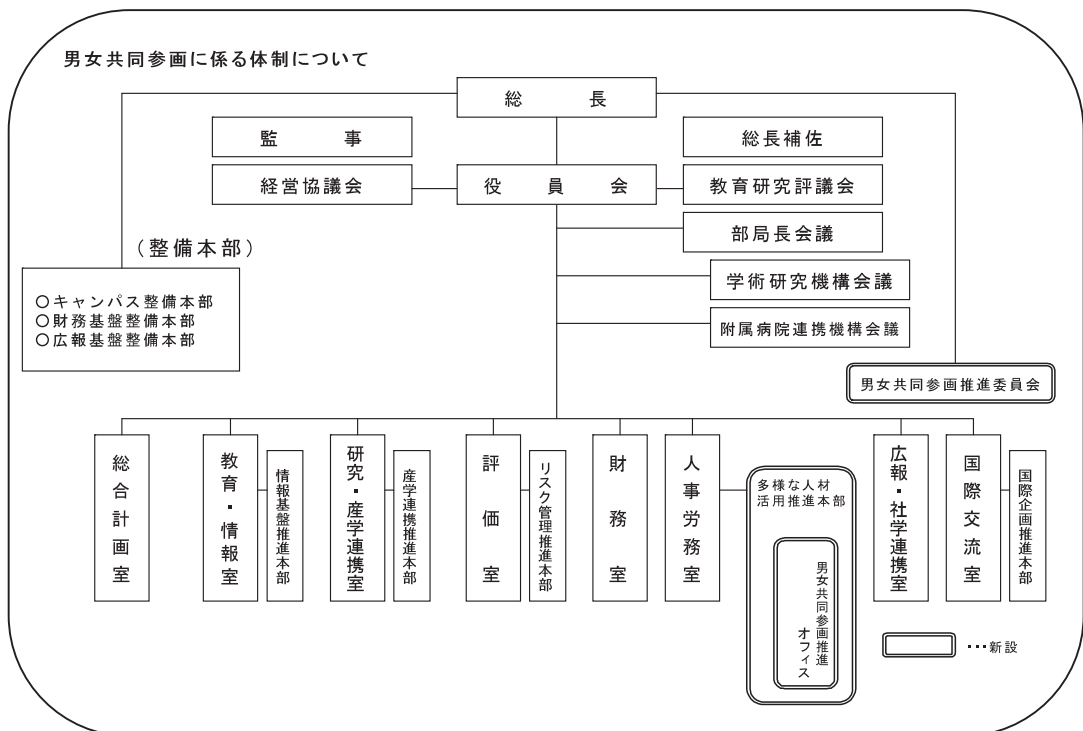 男女共同参画に係る体制について
総長
監事
総長補佐
経営協議会
役員会
教育研究評議会
部局長会議
(整備本部)
学術研究機構会議
○キャンパス整備本部
○財務基盤整備本部
○広報基盤整備本部
附属病院連携機構会議
男女共同参画推進委員会
総合計画室
教育・情報室
情報基盤推進本部
研究・産学連携室
産学連携推進本部
評価室
リスク管理推進本部
財務室
人事労務室
多様な人材
活用推進本部
男女共同参画推進
オフィス
広報・社学連携室
国際交流室
国際企画推進本部
・・・新設